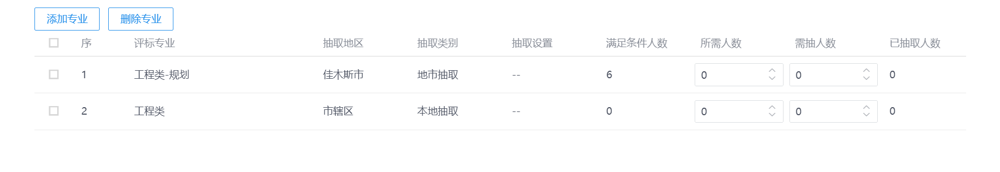 添加专业 删除专业
序 评标专业 抽取地区 抽取类别 抽取设置 满足条件人数 所需人数 需抽人数 已抽取人数
1 工程类-规划 佳木斯市 地市抽取 -- 6 0 0 0
2 工程类 市辖区 本地抽取 -- 0 0 0 0